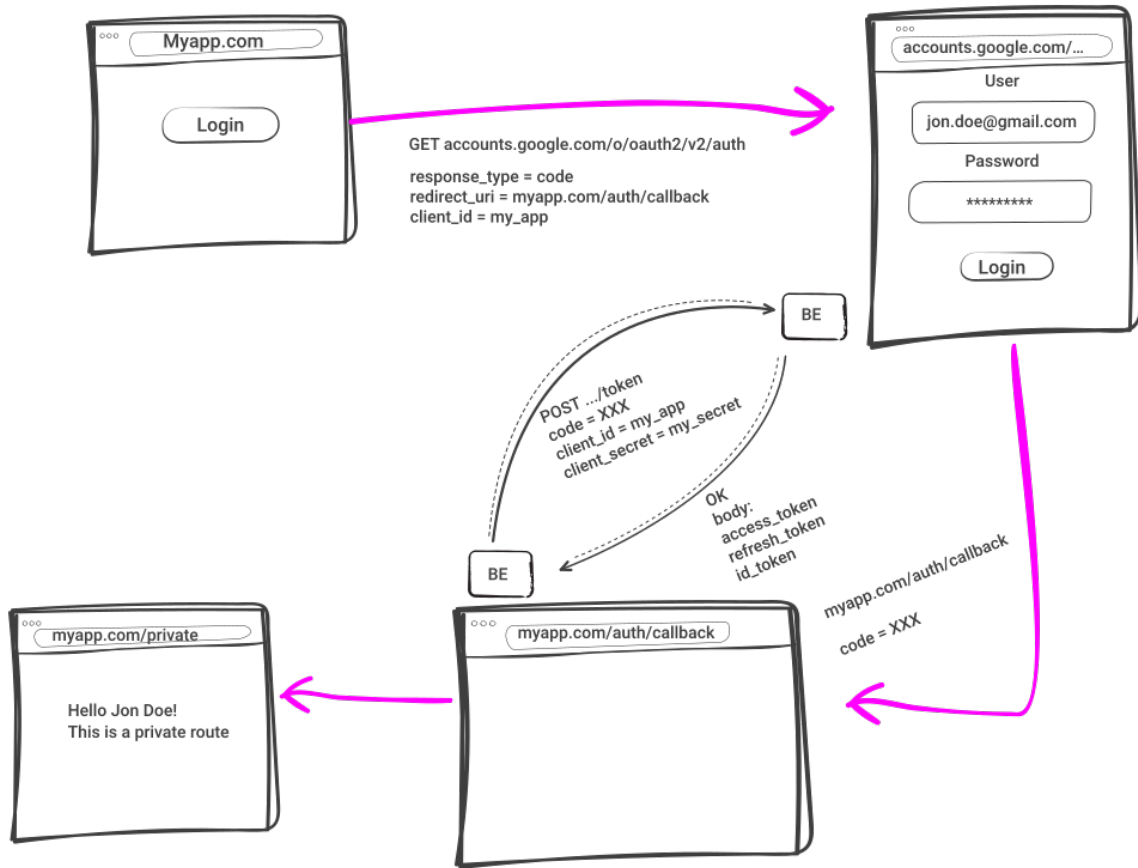 Myapp.com
Login
GET accounts.google.com/o/oauth2/v2/auth
response_type = code
redirect_uri = myapp.com/auth/callback
client_id = my_app
accounts.google.com/...
User
jon.doe@gmail.com
Password
*********
Login
BE
POST .../token
code = XXX
client_id = my_app
client_secret = my_secret
OK
body:
access_token
refresh_token
id_token
BE
myapp.com/auth/callback
code = XXX
myapp.com/auth/callback
myapp.com/private
Hello Jon Doe!
This is a private route